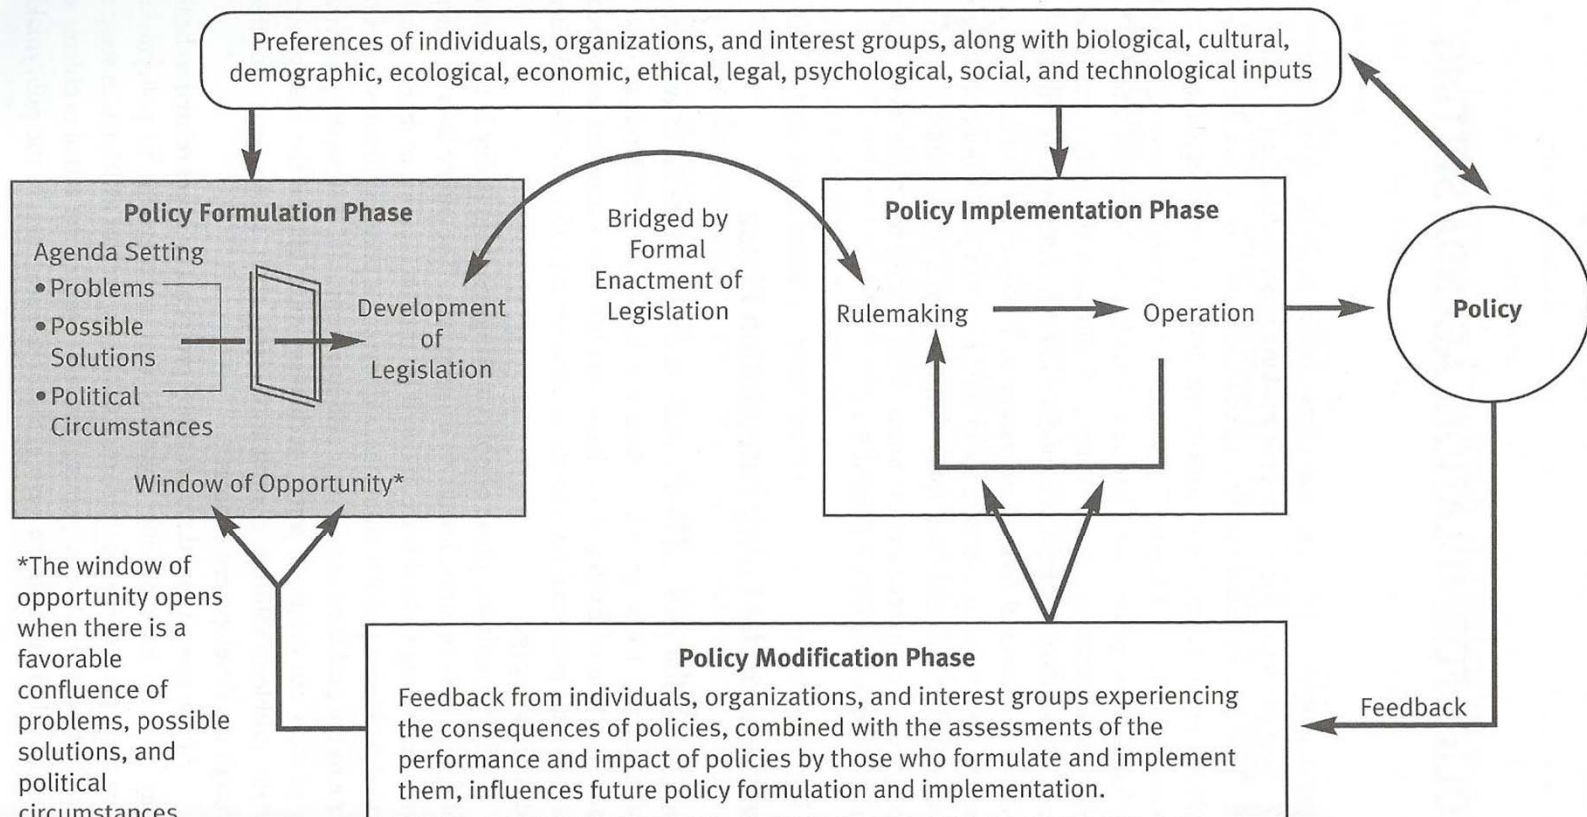 Preferences of individuals, organizations, and interest groups, along with biological, cultural,
demographic, ecological, economic, ethical, legal, psychological, social, and technological inputs
Policy Formulation Phase
Agenda Setting
• Problems
• Possible
Solutions
• Political
Circumstances
Development
of
Legislation
Window of Opportunity*
Bridged by
Formal
Enactment of
Legislation
Policy Implementation Phase
Rulemaking
Operation
Policy
*The window of
opportunity opens
when there is a
favorable
confluence of
problems, possible
solutions, and
political
circumstances
Policy Modification Phase
Feedback from individuals, organizations, and interest groups experiencing
the consequences of policies, combined with the assessments of the
performance and impact of policies by those who formulate and implement
them, influences future policy formulation and implementation.
Feedback